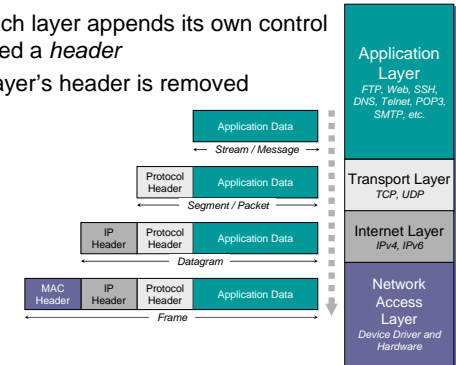 ch layer appends its own control
ed a header
ayer's header is removed
Application Data
Stream / Message
Protocol
Header
Application Data
Segment / Packet
IP
Header
Protocol
Header
Application Data
Datagram
MAC
Header
IP
Header
Protocol
Header
Application Data
Frame
Application
Layer
FTP, Web, SSH,
DNS, Telnet, POP3,
SMTP, etc.
Transport Layer
TCP, UDP
Internet Layer
IPv4, IPv6
Network
Access
Layer
Device Driver and
Hardware